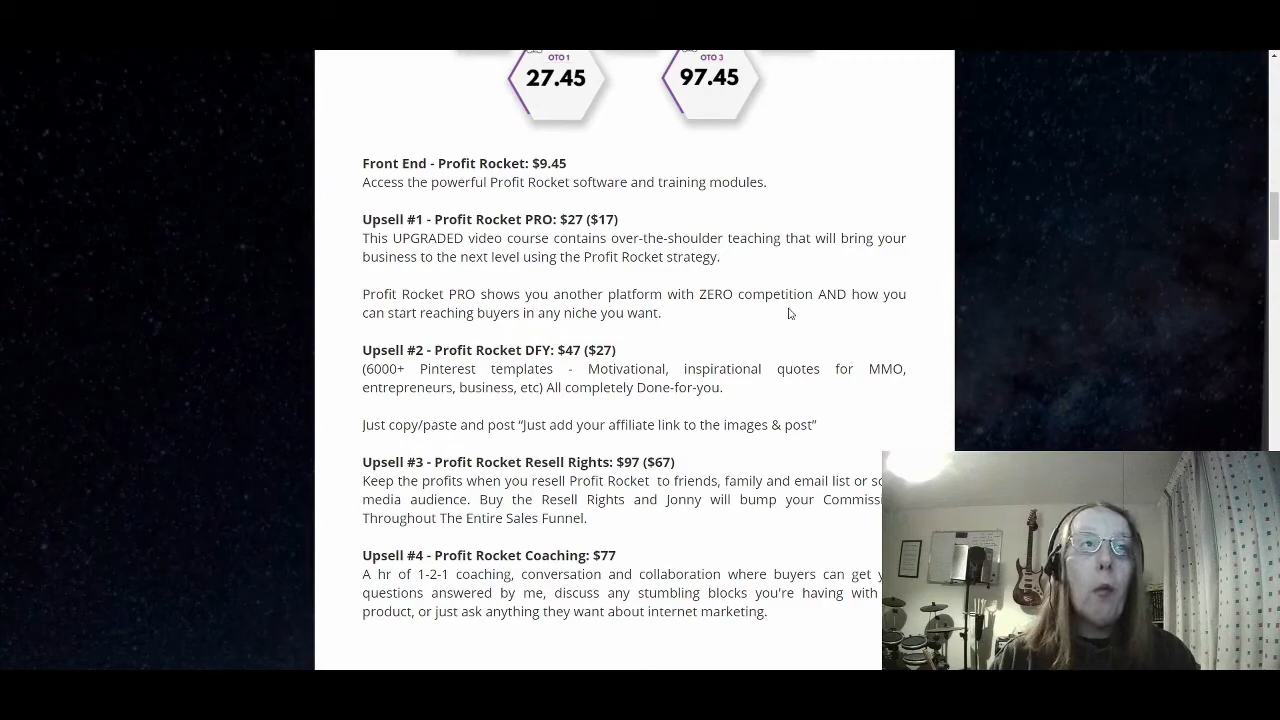 OTO 1
OTO 3
27.45
97.45
Front End - Profit Rocket: $9.45
Access the powerful Profit Rocket software and training modules.
Upsell #1 - Profit Rocket PRO: $27 ($17)
This UPGRADED video course contains over-the-shoulder teaching that will bring your
business to the next level using the Profit Rocket strategy.
Profit Rocket PRO shows you another platform with ZERO competition AND how you
can start reaching buyers in any niche you want.
Upsell #2 - Profit Rocket DFY: $47 ($27)
(6000+ Pinterest templates - Motivational, inspirational quotes for MMO,
entrepreneurs, business, etc) All completely Done-for-you.
Just copy/paste and post “Just add your affiliate link to the images & post”
Upsell #3 - Profit Rocket Resell Rights: $97 ($67)
Keep the profits when you resell Profit Rocket to friends, family and email list or
media audience. Buy the Resell Rights and Jonny will bump your
Throughout The Entire Sales Funnel.
Upsell #4 - Profit Rocket Coaching: $77
A hr of 1-2-1 coaching, conversation and collaboration where buyers can get
questions answered by me, discuss any stumbling blocks you're having with
product, or just ask anything they want about internet marketing.